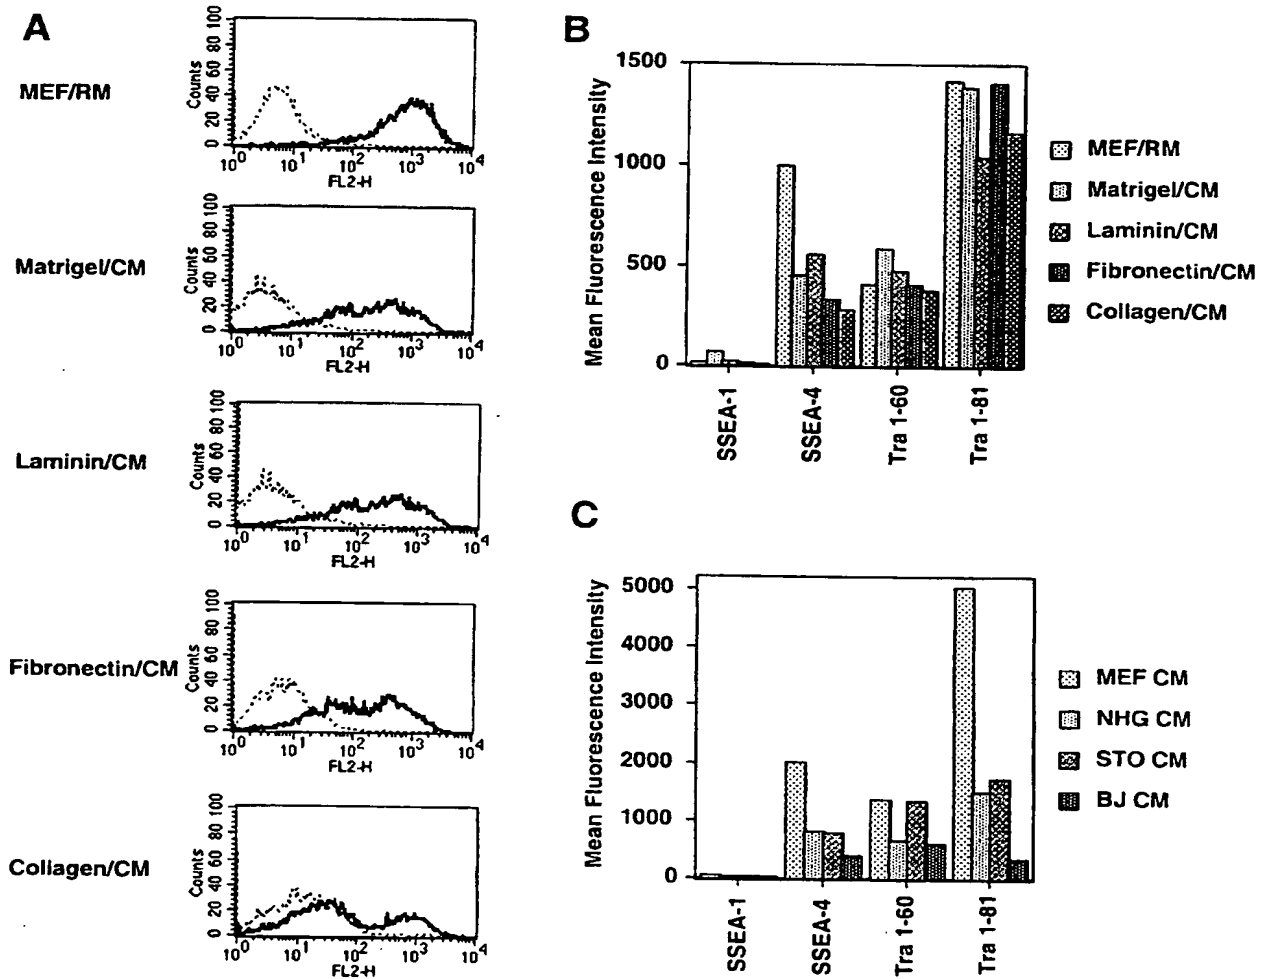 A
MEF/RM
Counts
0 20 40 60 80 100
10^0 10^1 10^2 10^3 10^4
FL2-H
Matrigel/CM
Counts
0 20 40 60 80 100
10^0 10^1 10^2 10^3 10^4
FL2-H
Laminin/CM
Counts
0 20 40 60 80 100
10^0 10^1 10^2 10^3 10^4
FL2-H
Fibronectin/CM
Counts
0 20 40 60 80 100
10^0 10^1 10^2 10^3 10^4
FL2-H
Collagen/CM
Counts
0 20 40 60 80 100
10^0 10^1 10^2 10^3 10^4
FL2-H
B
Mean Fluorescence Intensity
1500
1000
500
0
SSEA-1
SSEA-4
Tra 1-60
Tra 1-81
MEF/RM
Matrigel/CM
Laminin/CM
Fibronectin/CM
Collagen/CM
C
Mean Fluorescence Intensity
5000
4000
3000
2000
1000
0
SSEA-1
SSEA-4
Tra 1-60
Tra 1-81
MEF CM
NHG CM
STO CM
BJ CM